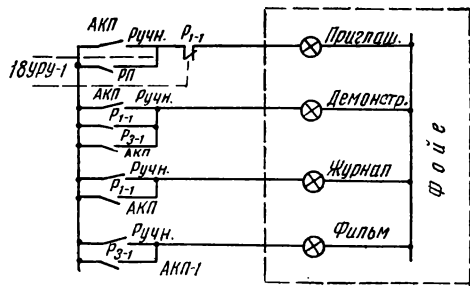 АКП
Ручн. Р1-1 Приглаш.
18УРУ-1 РП
АКП Ручн. Демонстр.
Р1-1
Р3-1
АКП
Ручн. Журнал
Р1-1
АКП
Ручн. Фильм
Р3-1
АКП-1
Фойе